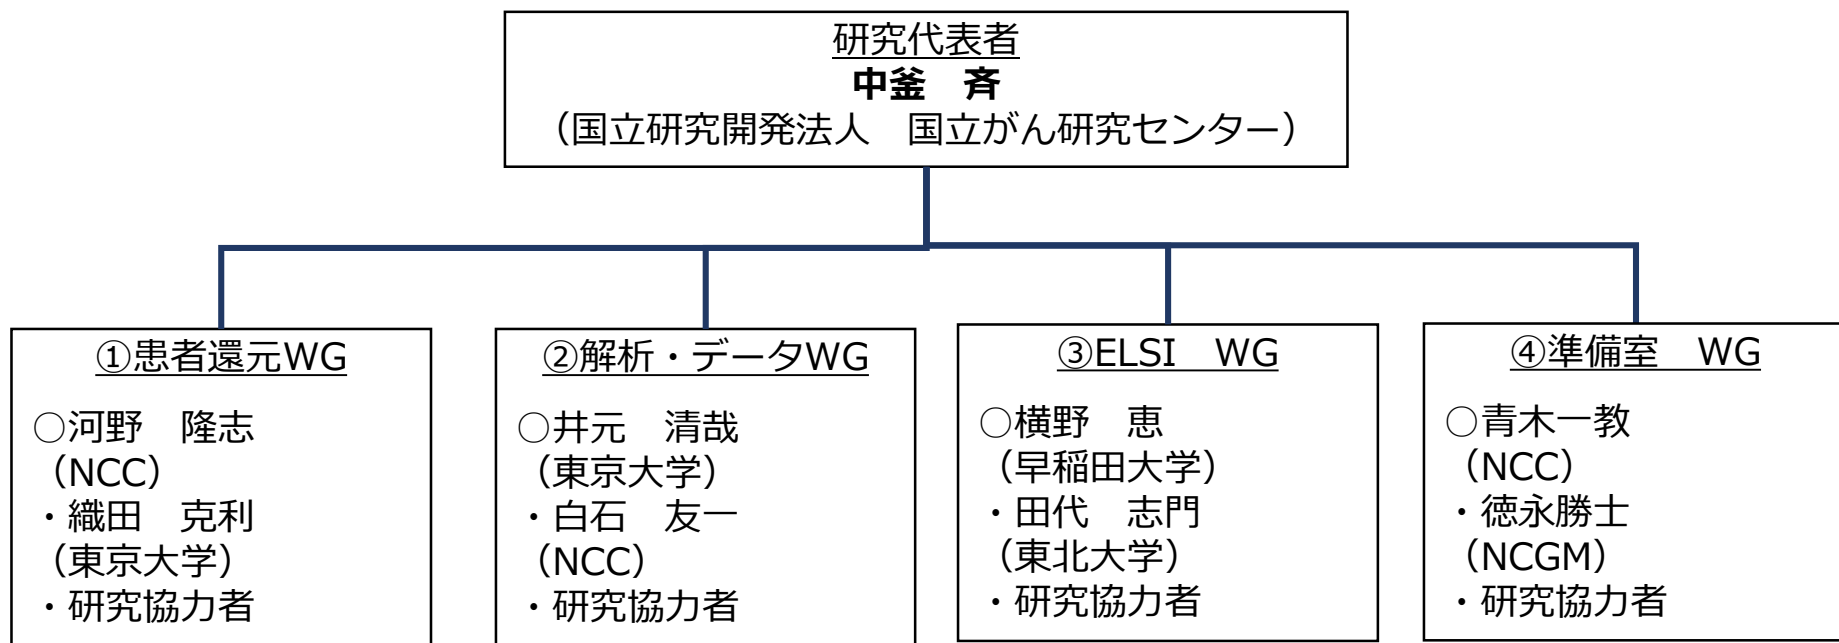 研究代表者
中釜　斉
（国立研究開発法人　国立がん研究センター）
①患者還元WG
○河野　隆志
（NCC）
・織田　克利
（東京大学）
・研究協力者
②解析・データWG
○井元　清哉
（東京大学）
・白石　友一
（NCC）
・研究協力者
③ELSI　WG
○横野　恵
（早稲田大学）
・田代　志門
（東北大学）
・研究協力者
④準備室　WG
○青木一教
（NCC）
・徳永勝士
（NCGM）
・研究協力者